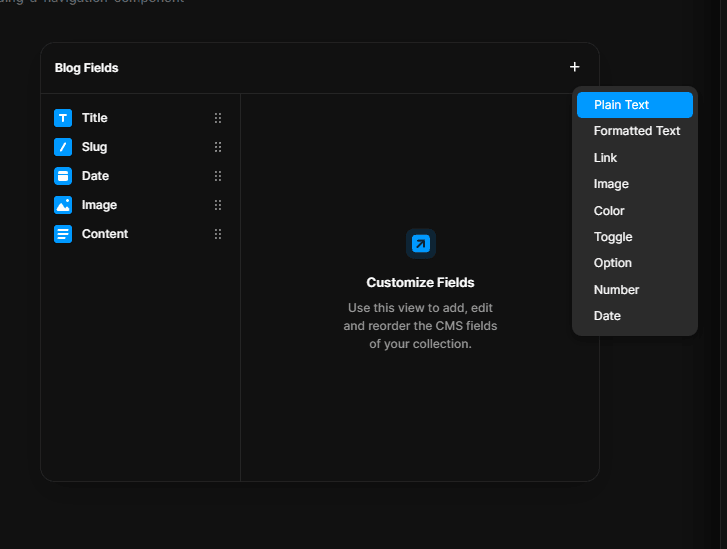 a navigation component
Blog Fields
+
Title
Slug
Date
Image
Content
Customize Fields
Use this view to add, edit
and reorder the CMS fields
of your collection.
Plain Text
Formatted Text
Link
Image
Color
Toggle
Option
Number
Date